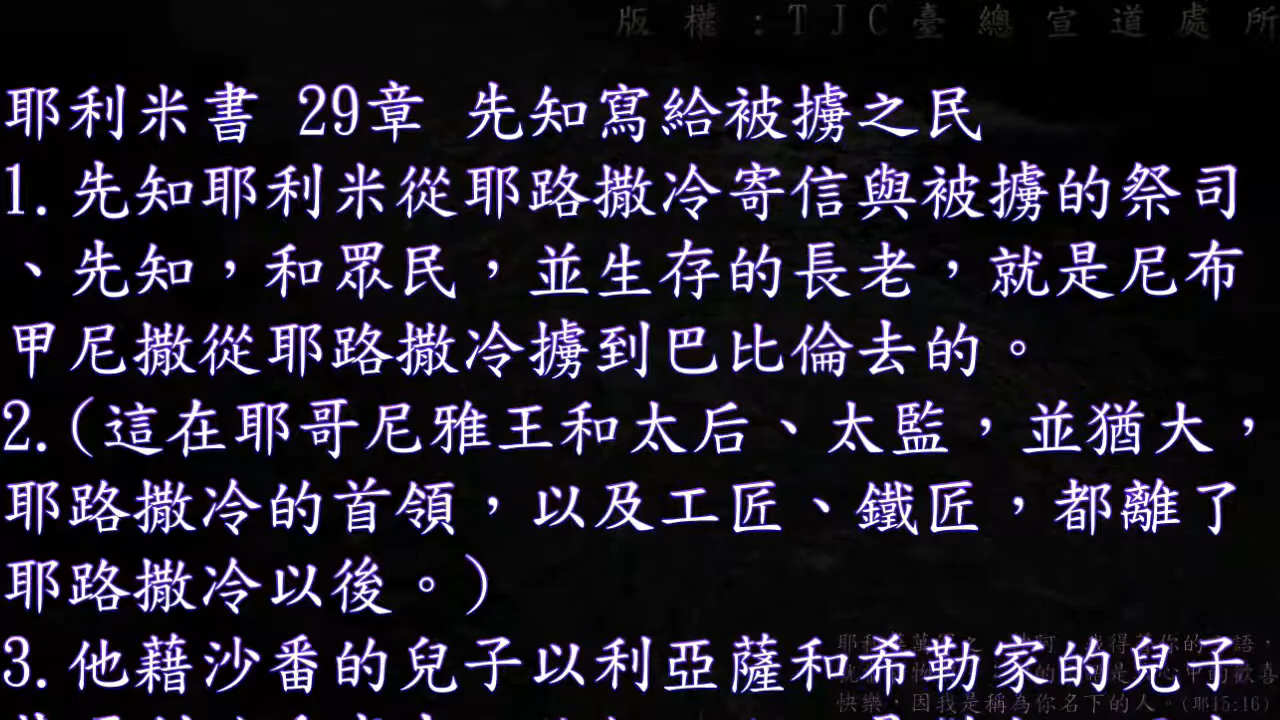 版權：TJC臺總宣道處所
耶利米書 29章 先知寫給被擄之民
1.先知耶利米從耶路撒冷寄信與被擄的祭司
、先知，和眾民，並生存的長老，就是尼布
甲尼撒從耶路撒冷擄到巴比倫去的。
2.(這在耶哥尼雅王和太后、太監，並猶大，
耶路撒冷的首領，以及工匠、鐵匠，都離了
耶路撒冷以後。)
3.他藉沙番的兒子以利亞薩和希勒家的兒子
快樂，因我是稱為你名下的人。(耶15:16)